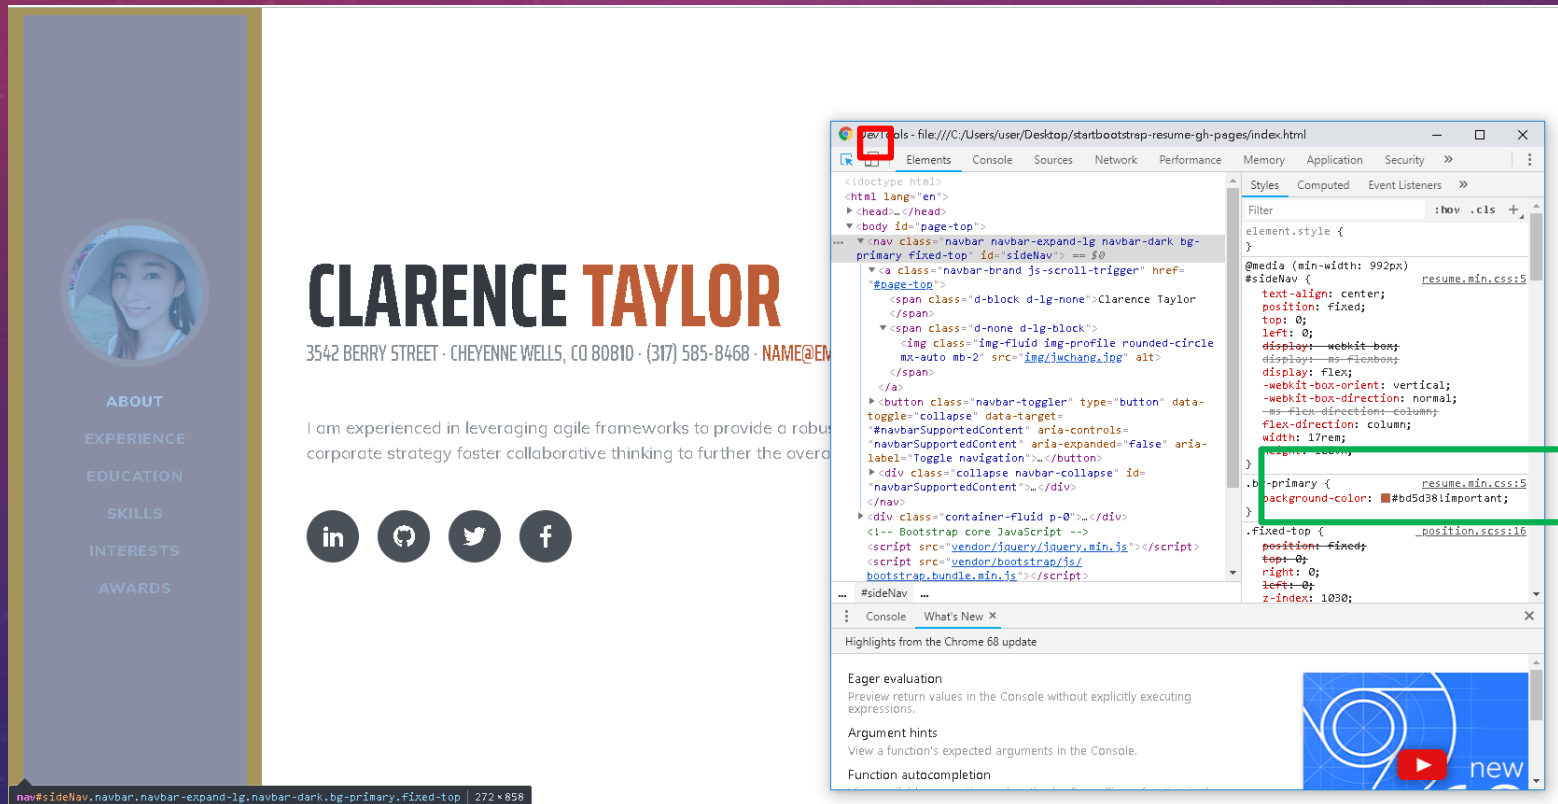 ABOUT
EXPERIENCE
EDUCATION
SKILLS
INTERESTS
AWARDS
nav#sideNav.navbar.navbar-expand-lg.navbar-dark.bg-primary.fixed-top | 272×858
CLARENCE TAYLOR
3542 BERRY STREET · CHEYENNE WELLS, CO 80810 · (317) 585-8468 · NAME@EM
I am experienced in leveraging agile frameworks to provide a robus
corporate strategy foster collaborative thinking to further the overa
DevTools - file:///C:/Users/user/Desktop/startbootstrap-resume-gh-pages/index.html
Elements Console Sources Network Performance Memory Application Security »
<!doctype html>
<html lang="en">
<head>…</head>
<body id="page-top">
<nav class="navbar navbar-expand-lg navbar-dark bg-
primary fixed-top" id="sideNav"> == $0
<a class="navbar-brand js-scroll-trigger" href=
"#page-top">
<span class="d-block d-lg-none">Clarence Taylor
</span>
<span class="d-none d-lg-block">
<img class="img-fluid img-profile rounded-circle
mx-auto mb-2" src="img/jwchang.jpg" alt>
</span>
</a>
<button class="navbar-toggler" type="button" data-
toggle="collapse" data-target=
"#navbarSupportedContent" aria-controls=
"navbarSupportedContent" aria-expanded="false" aria-
label="Toggle navigation">…</button>
<div class="collapse navbar-collapse" id=
"navbarSupportedContent">…</div>
</nav>
<div class="container-fluid p-0">…</div>
<!-- Bootstrap core JavaScript -->
<script src="vendor/jquery/jquery.min.js"></script>
<script src="vendor/bootstrap/js/
bootstrap.bundle.min.js"></script>
... #sideNav ...
Styles Computed Event Listeners »
Filter :hov .cls +
element.style {
}
@media (min-width: 992px)
#sideNav { resume.min.css:5
text-align: center;
position: fixed;
top: 0;
left: 0;
display: -webkit-box;
display: -ms-flexbox;
display: flex;
-webkit-box-orient: vertical;
-webkit-box-direction: normal;
-ms-flex-direction: column;
flex-direction: column;
width: 17rem;
}
.bg-primary { resume.min.css:5
background-color: #bd5d38!important;
}
.fixed-top { _position.scss:16
position: fixed;
top: 0;
right: 0;
left: 0;
z-index: 1030;
Console What's New ×
Highlights from the Chrome 68 update
Eager evaluation
Preview return values in the Console without explicitly executing
expressions.
Argument hints
View a function's expected arguments in the Console.
Function autocompletion
new